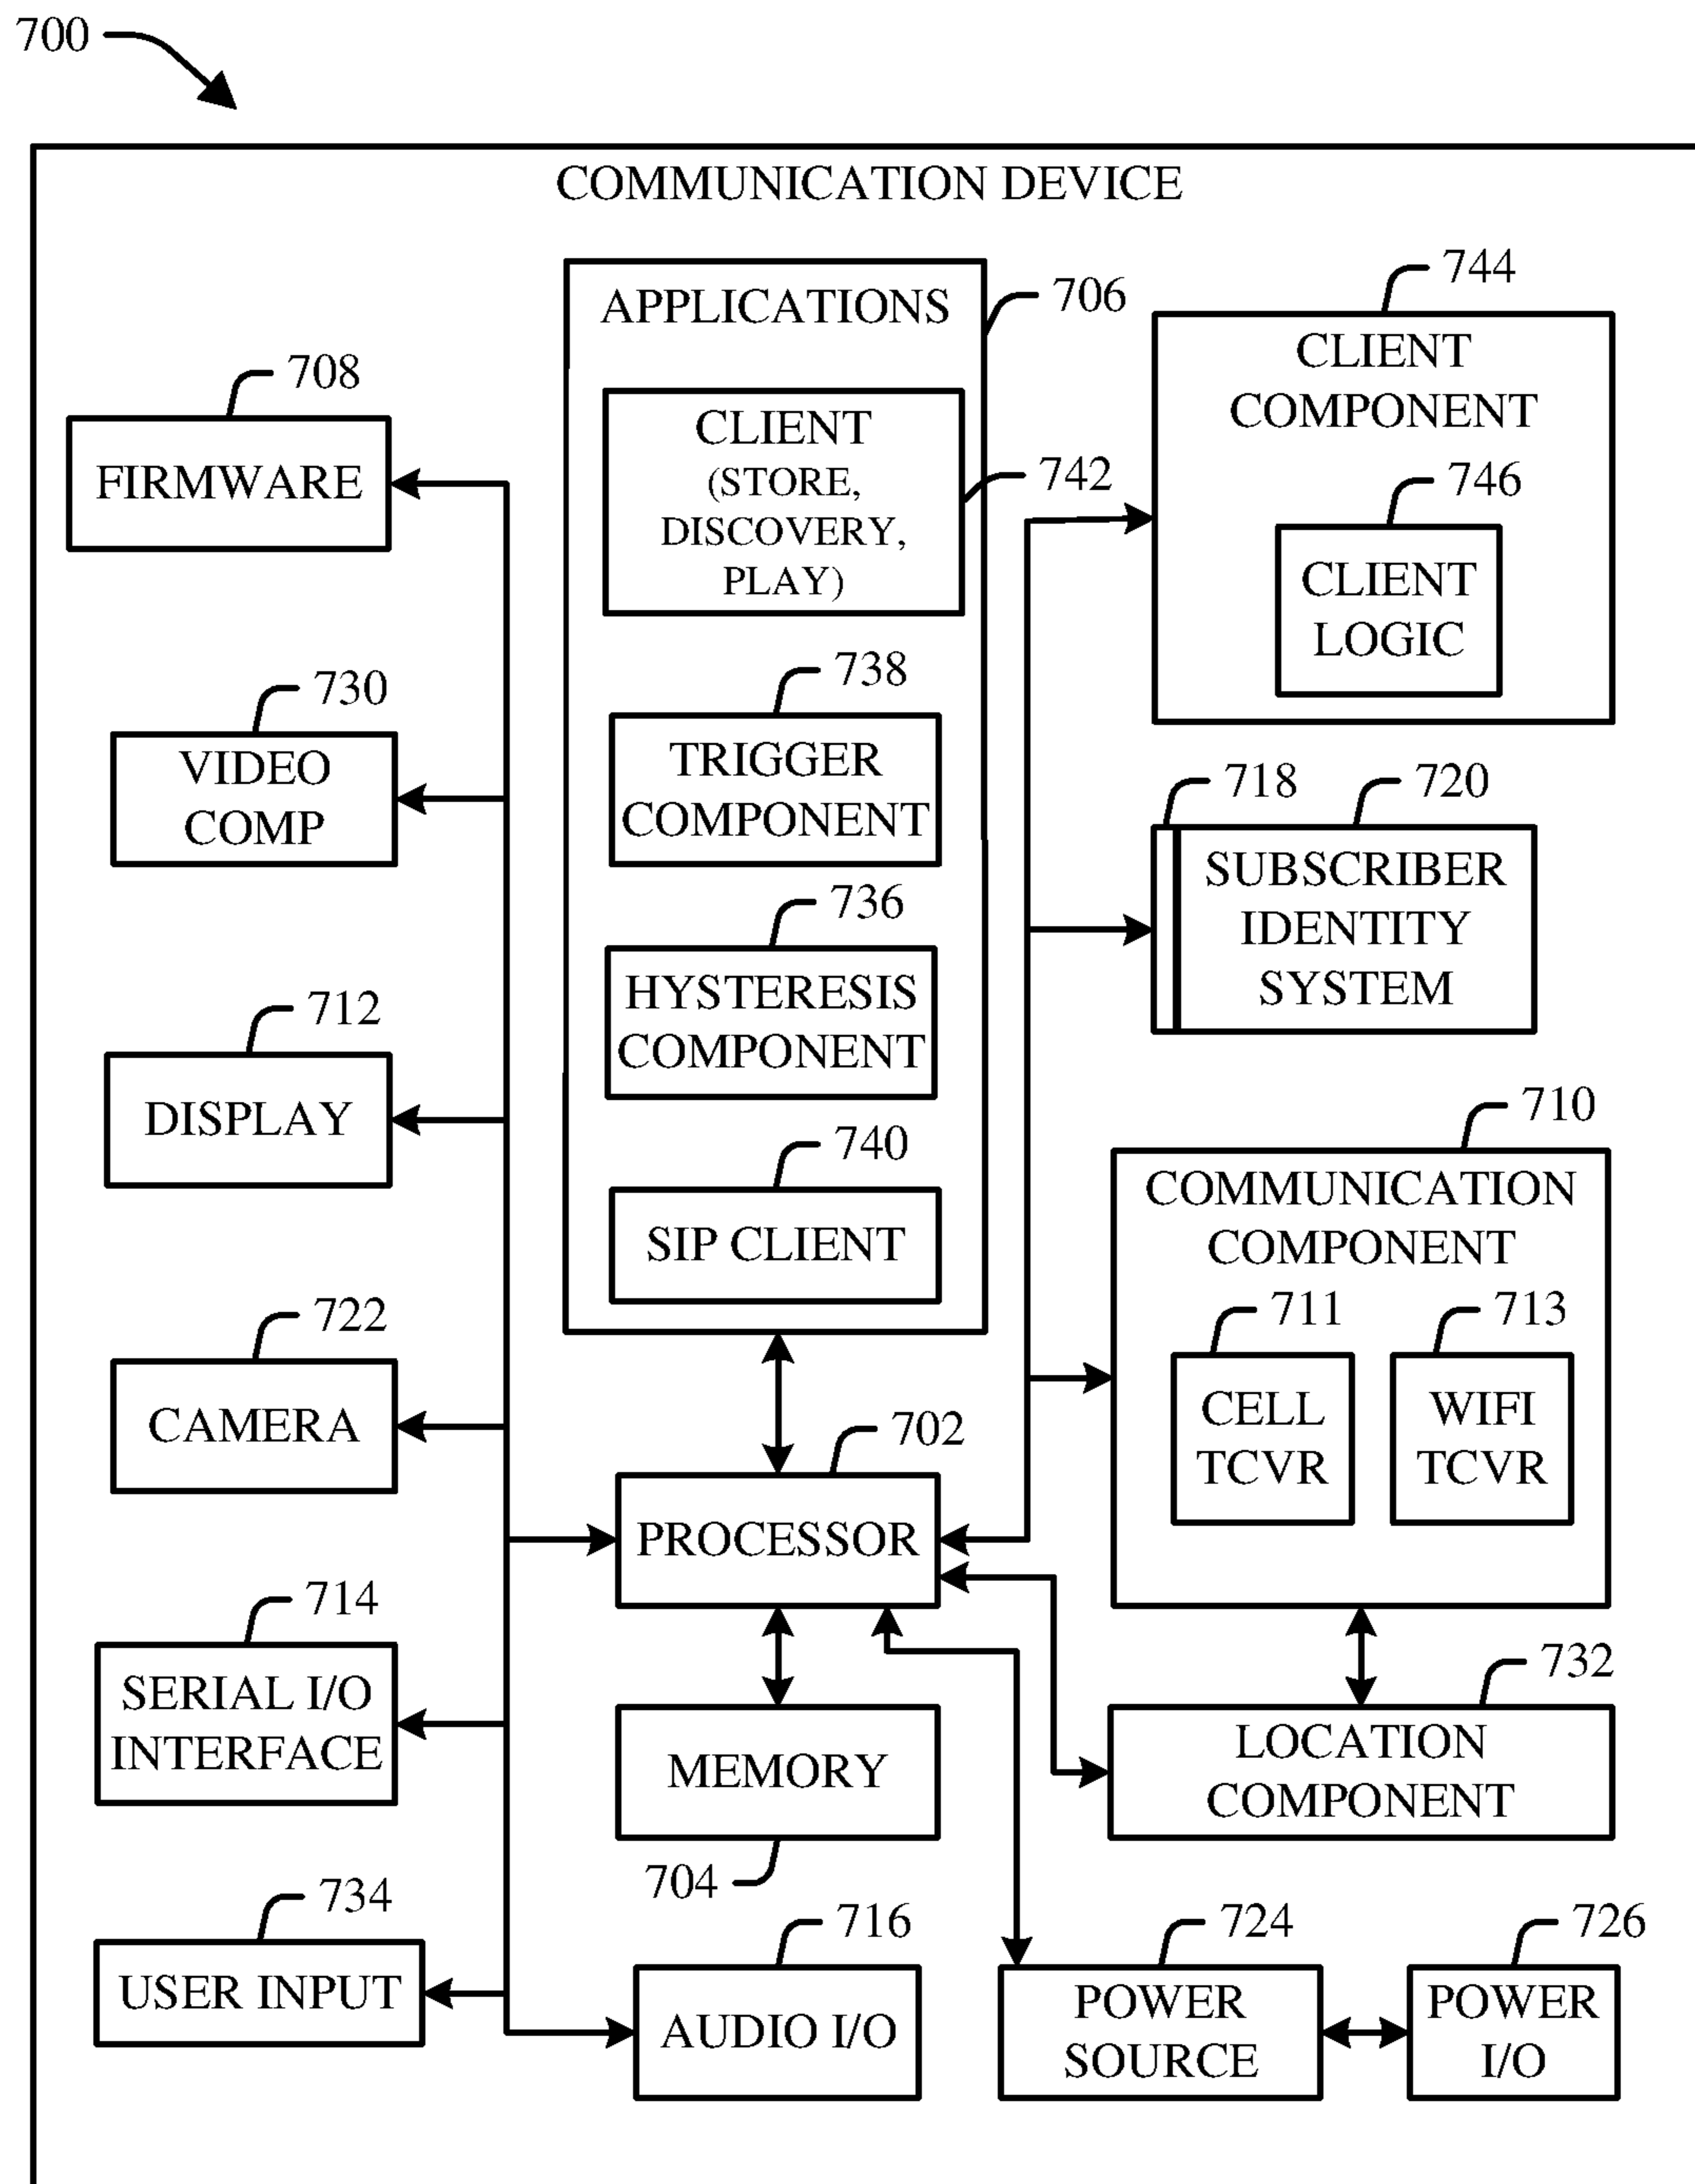 700
COMMUNICATION DEVICE
APPLICATIONS
706
CLIENT
(STORE,
DISCOVERY,
PLAY)
742
738
TRIGGER
COMPONENT
736
HYSTERESIS
COMPONENT
740
SIP CLIENT
708
FIRMWARE
730
VIDEO
COMP
712
DISPLAY
722
CAMERA
714
SERIAL I/O
INTERFACE
734
USER INPUT
702
PROCESSOR
MEMORY
704
716
AUDIO I/O
744
CLIENT
COMPONENT
746
CLIENT
LOGIC
718
720
SUBSCRIBER
IDENTITY
SYSTEM
710
COMMUNICATION
COMPONENT
711
CELL
TCVR
713
WIFI
TCVR
732
LOCATION
COMPONENT
724
POWER
SOURCE
726
POWER
I/O